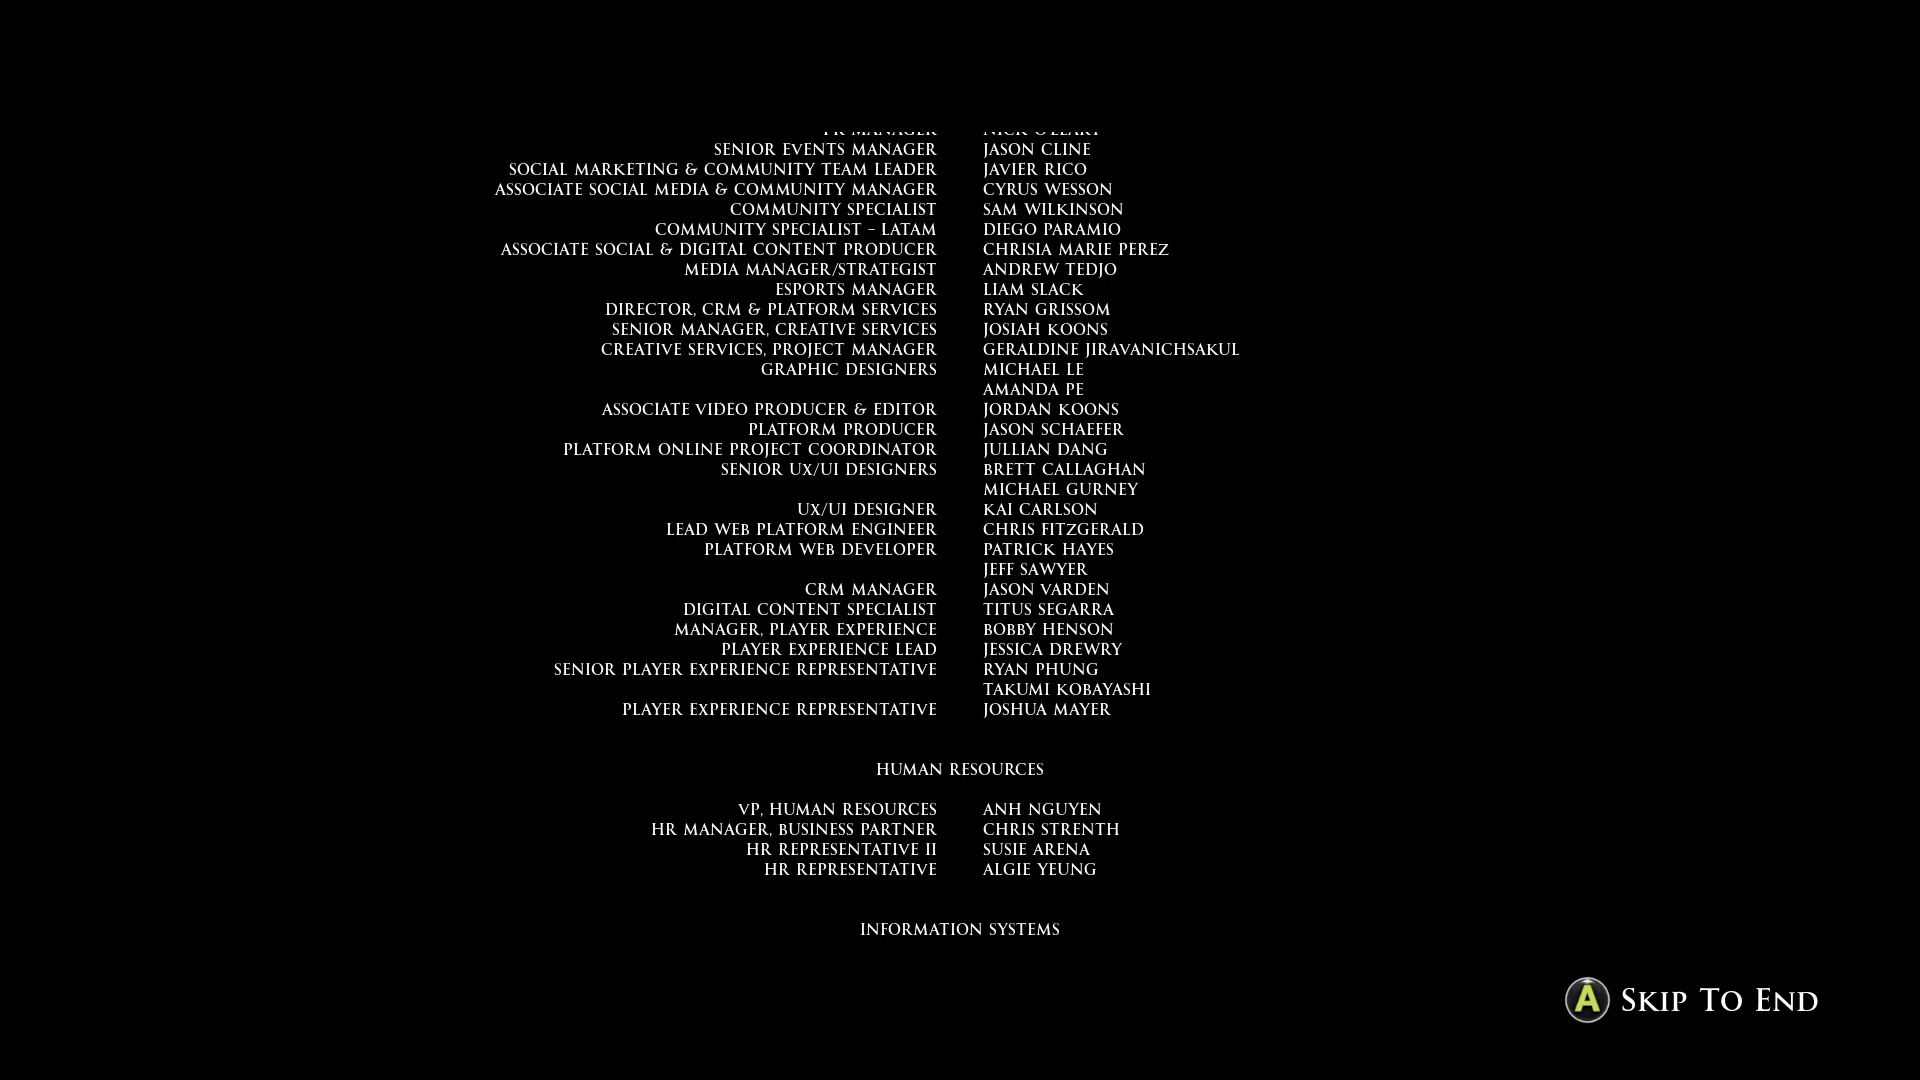 PR MANAGER NICK O'LEARY
SENIOR EVENTS MANAGER JASON CLINE
SOCIAL MARKETING & COMMUNITY TEAM LEADER JAVIER RICO
ASSOCIATE SOCIAL MEDIA & COMMUNITY MANAGER CYRUS WESSON
COMMUNITY SPECIALIST SAM WILKINSON
COMMUNITY SPECIALIST - LATAM DIEGO PARAMIO
ASSOCIATE SOCIAL & DIGITAL CONTENT PRODUCER CHRISIA MARIE PEREZ
MEDIA MANAGER/STRATEGIST ANDREW TEDJO
ESPORTS MANAGER LIAM SLACK
DIRECTOR, CRM & PLATFORM SERVICES RYAN GRISSOM
SENIOR MANAGER, CREATIVE SERVICES JOSIAH KOONS
CREATIVE SERVICES, PROJECT MANAGER GERALDINE JIRAVANICHSAKUL
GRAPHIC DESIGNERS MICHAEL LE
AMANDA PE
ASSOCIATE VIDEO PRODUCER & EDITOR JORDAN KOONS
PLATFORM PRODUCER JASON SCHAEFER
PLATFORM ONLINE PROJECT COORDINATOR JULLIAN DANG
SENIOR UX/UI DESIGNERS BRETT CALLAGHAN
MICHAEL GURNEY
UX/UI DESIGNER KAI CARLSON
LEAD WEB PLATFORM ENGINEER CHRIS FITZGERALD
PLATFORM WEB DEVELOPER PATRICK HAYES
JEFF SAWYER
CRM MANAGER JASON VARDEN
DIGITAL CONTENT SPECIALIST TITUS SEGARRA
MANAGER, PLAYER EXPERIENCE BOBBY HENSON
PLAYER EXPERIENCE LEAD JESSICA DREWRY
SENIOR PLAYER EXPERIENCE REPRESENTATIVE RYAN PHUNG
TAKUMI KOBAYASHI
PLAYER EXPERIENCE REPRESENTATIVE JOSHUA MAYER
HUMAN RESOURCES
VP, HUMAN RESOURCES ANH NGUYEN
HR MANAGER, BUSINESS PARTNER CHRIS STRENTH
HR REPRESENTATIVE II SUSIE ARENA
HR REPRESENTATIVE ALGIE YEUNG
INFORMATION SYSTEMS
A SKIP TO END